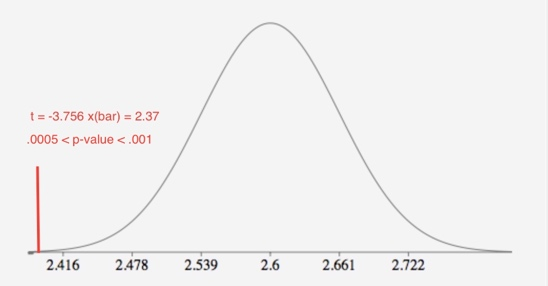 t = -3.756 x(bar) = 2.37
.0005 < p-value < .001
2.416 2.478 2.539 2.6 2.661 2.722